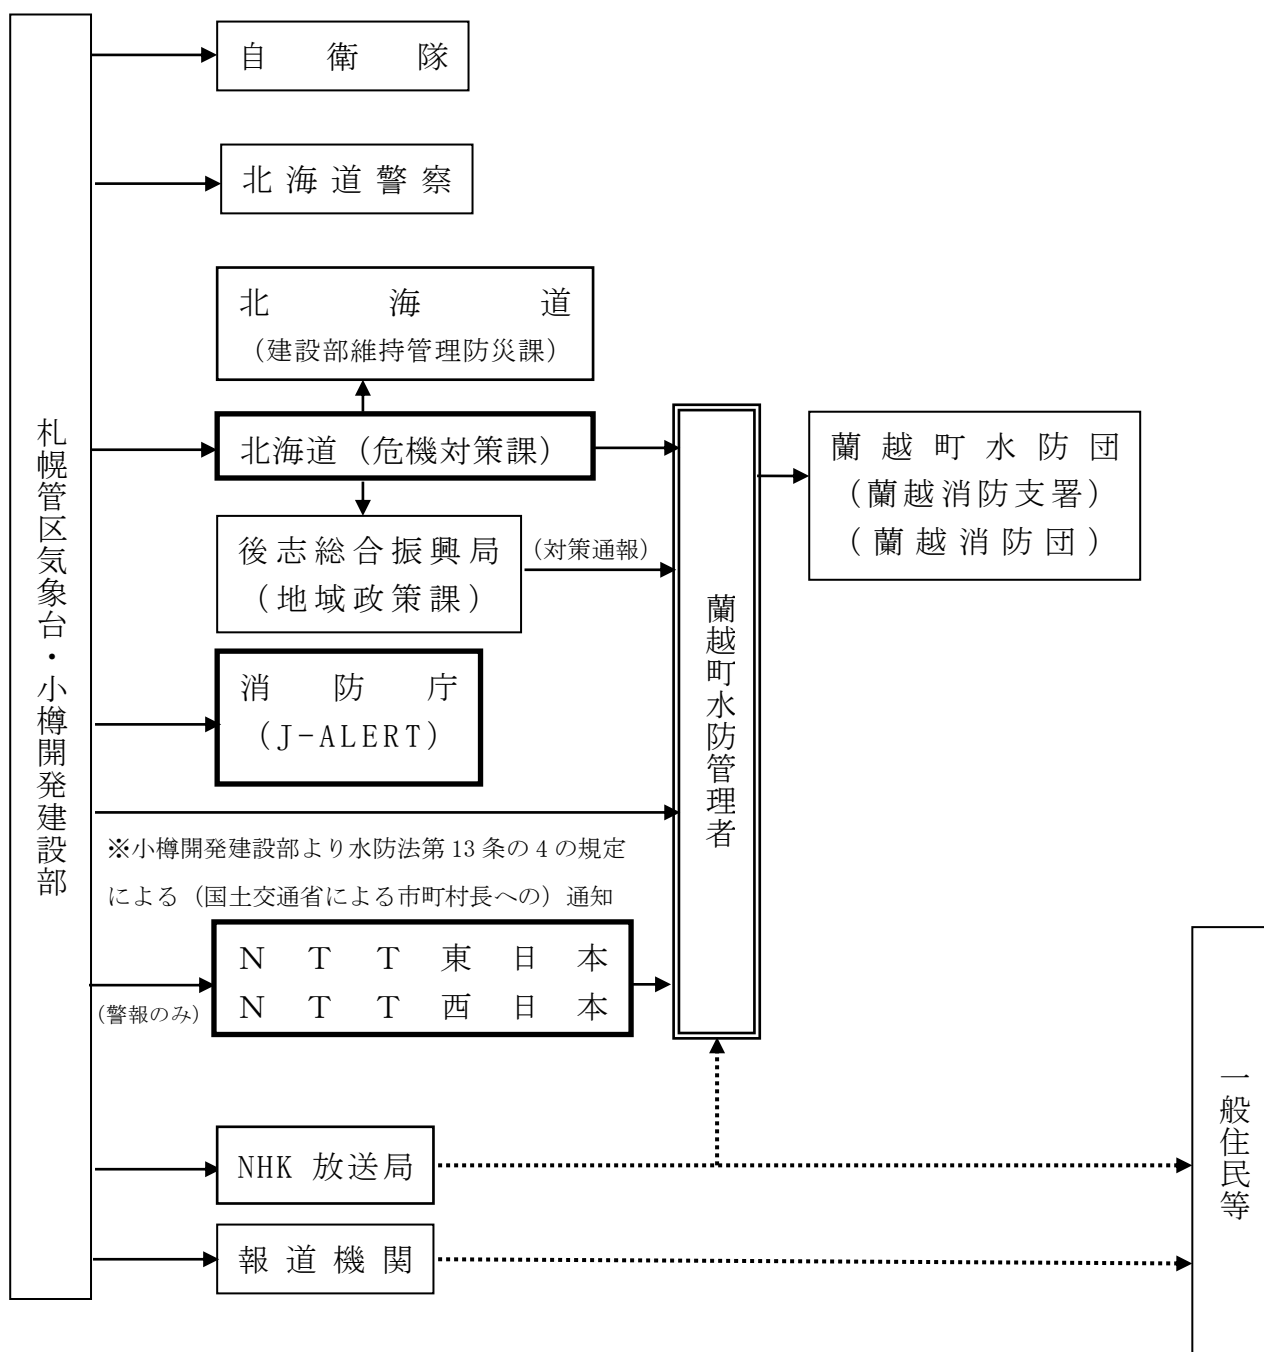 札幌管区気象台・小樽開発建設部
自衛隊
北海道警察
北海道
（建設部維持管理防災課）
北海道（危機対策課）
後志総合振興局
（地域政策課）
（対策通報）
消防庁
（J-ALERT）
※小樽開発建設部より水防法第 13 条の 4 の規定
による（国土交通省による市町村長への）通知
ＮＴＴ東日本
ＮＴＴ西日本
（警報のみ）
NHK 放送局
報道機関
蘭越町水防管理者
蘭越町水防団
（蘭越消防支署）
（蘭越消防団）
一般住民等